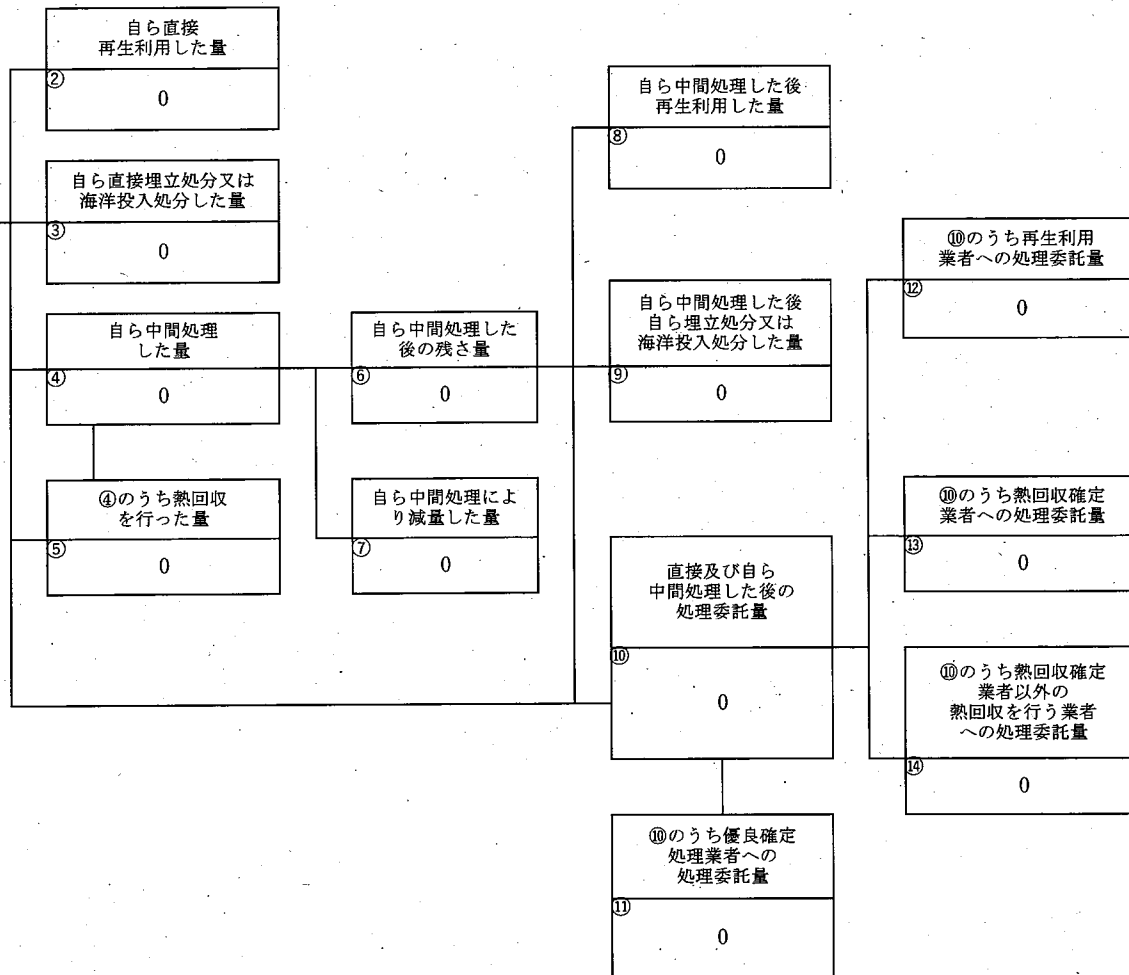 自ら直接
再生利用した量
②
0
自ら直接埋立処分又は
海洋投入処分した量
③
0
自ら中間処理
した量
④
0
④のうち熱回収
を行った量
⑤
0
自ら中間処理した
後の残さ量
⑥
0
自ら中間処理によ
り減量した量
⑦
0
自ら中間処理した後
再生利用した量
⑧
0
自ら中間処理した後
自ら埋立処分又は
海洋投入処分した量
⑨
0
直接及び自ら
中間処理した後の
処理委託量
⑩
0
⑩のうち優良確定
処理業者への
処理委託量
⑪
0
⑩のうち再生利用
業者への処理委託量
⑫
0
⑩のうち熱回収確定
業者への処理委託量
⑬
0
⑩のうち熱回収確定
業者以外の
熱回収を行う業者
への処理委託量
⑭
0